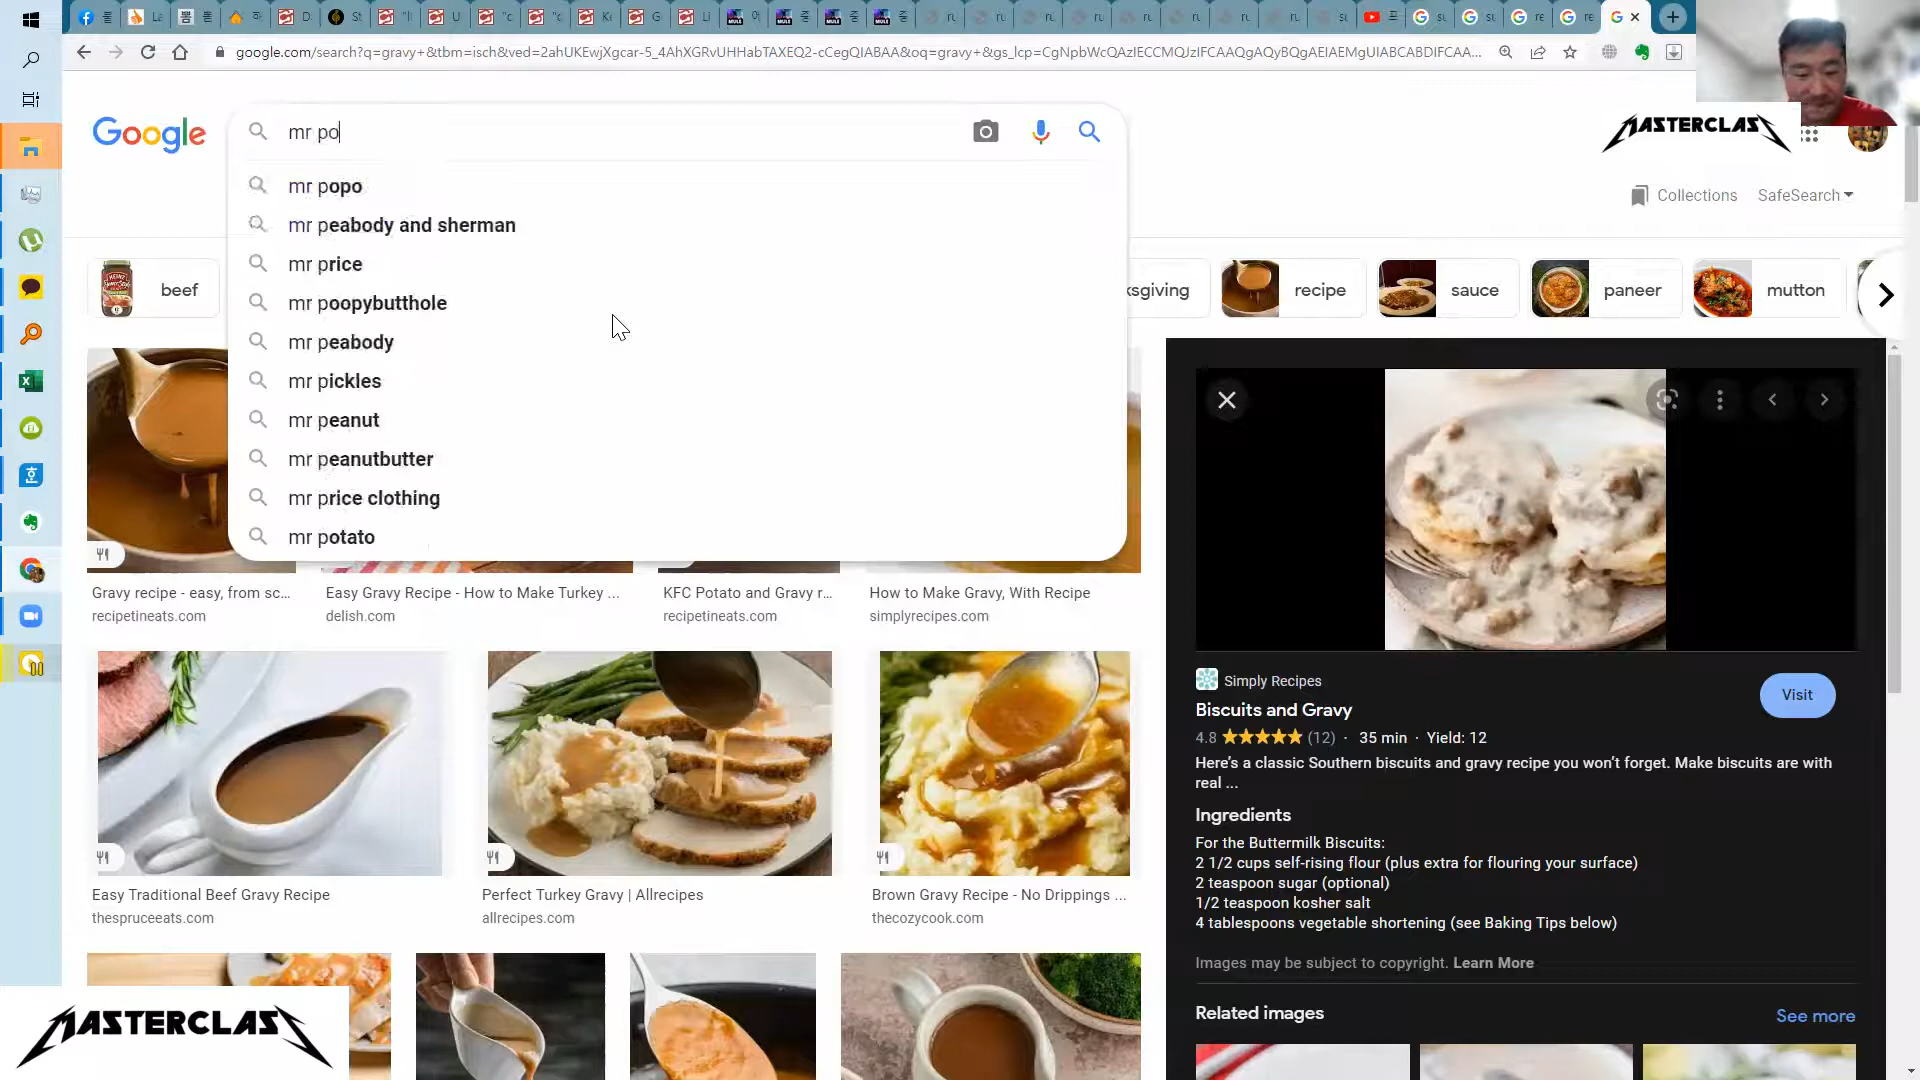 google.com/search?q=gravy+&tbm=isch&ved=2ahUKEwjXgcar-5_4AhXGRvUHHabTAXEQ2-cCegQIABAA&oq=gravy+&gs_lcp=CgNpbWcQAzIECCMQJzIFCAAQgAQyBQgAEIAEMgUIABCABDIFCAA...
MASTERCLASS
Google
mr po
mr popo
mr peabody and sherman
mr price
mr poopybutthole
mr peabody
mr pickles
mr peanut
mr peanutbutter
mr price clothing
mr potato
Collections
SafeSearch
beef
ksgiving
recipe
sauce
paneer
mutton
Gravy recipe - easy, from sc...
recipetineats.com
Easy Gravy Recipe - How to Make Turkey ...
delish.com
KFC Potato and Gravy r...
recipetineats.com
How to Make Gravy, With Recipe
simplyrecipes.com
Easy Traditional Beef Gravy Recipe
thespruceeats.com
Perfect Turkey Gravy | Allrecipes
allrecipes.com
Brown Gravy Recipe - No Drippings ...
thecozycook.com
Simply Recipes
Visit
Biscuits and Gravy
4.8 ★★★★★ (12) · 35 min · Yield: 12
Here's a classic Southern biscuits and gravy recipe you won't forget. Make biscuits are with
real ...
Ingredients
For the Buttermilk Biscuits:
2 1/2 cups self-rising flour (plus extra for flouring your surface)
2 teaspoon sugar (optional)
1/2 teaspoon kosher salt
4 tablespoons vegetable shortening (see Baking Tips below)
Images may be subject to copyright. Learn More
Related images
See more
MASTERCLASS